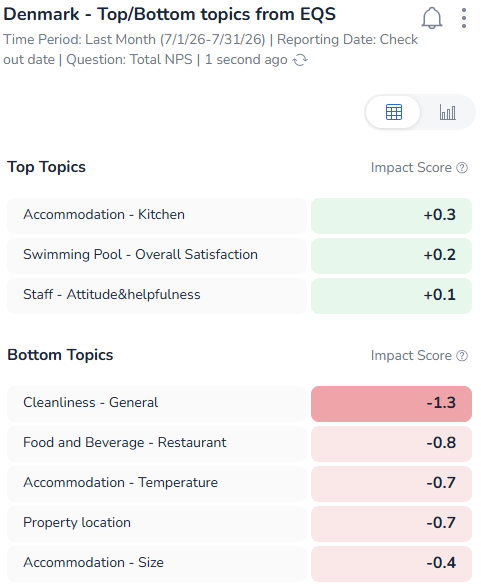 Denmark - Top/Bottom topics from EQS
Time Period: Last Month (7/1/26-7/31/26) | Reporting Date: Check
out date | Question: Total NPS | 1 second ago
Top Topics
Impact Score
Accommodation - Kitchen
+0.3
Swimming Pool - Overall Satisfaction
+0.2
Staff - Attitude&helpfulness
+0.1
Bottom Topics
Impact Score
Cleanliness - General
-1.3
Food and Beverage - Restaurant
-0.8
Accommodation - Temperature
-0.7
Property location
-0.7
Accommodation - Size
-0.4